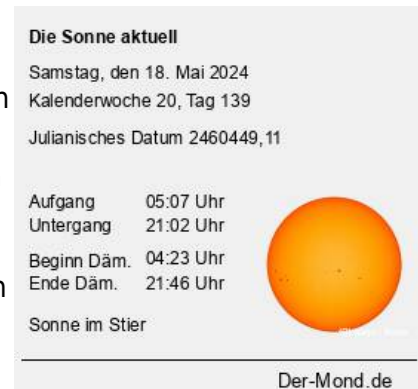 Die Sonne aktuell
Samstag, den 18. Mai 2024
Kalenderwoche 20, Tag 139
Julianisches Datum 2460449,11
Aufgang 05:07 Uhr
Untergang 21:02 Uhr
Beginn Däm. 04:23 Uhr
Ende Däm. 21:46 Uhr
Sonne im Stier
Der-Mond.de